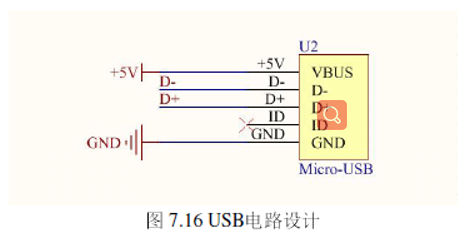 U2
+5V +5V VBUS
D- D- D-
D+ D+ D+
ID ID
GND GND GND
Micro-USB
图 7.16 USB电路设计